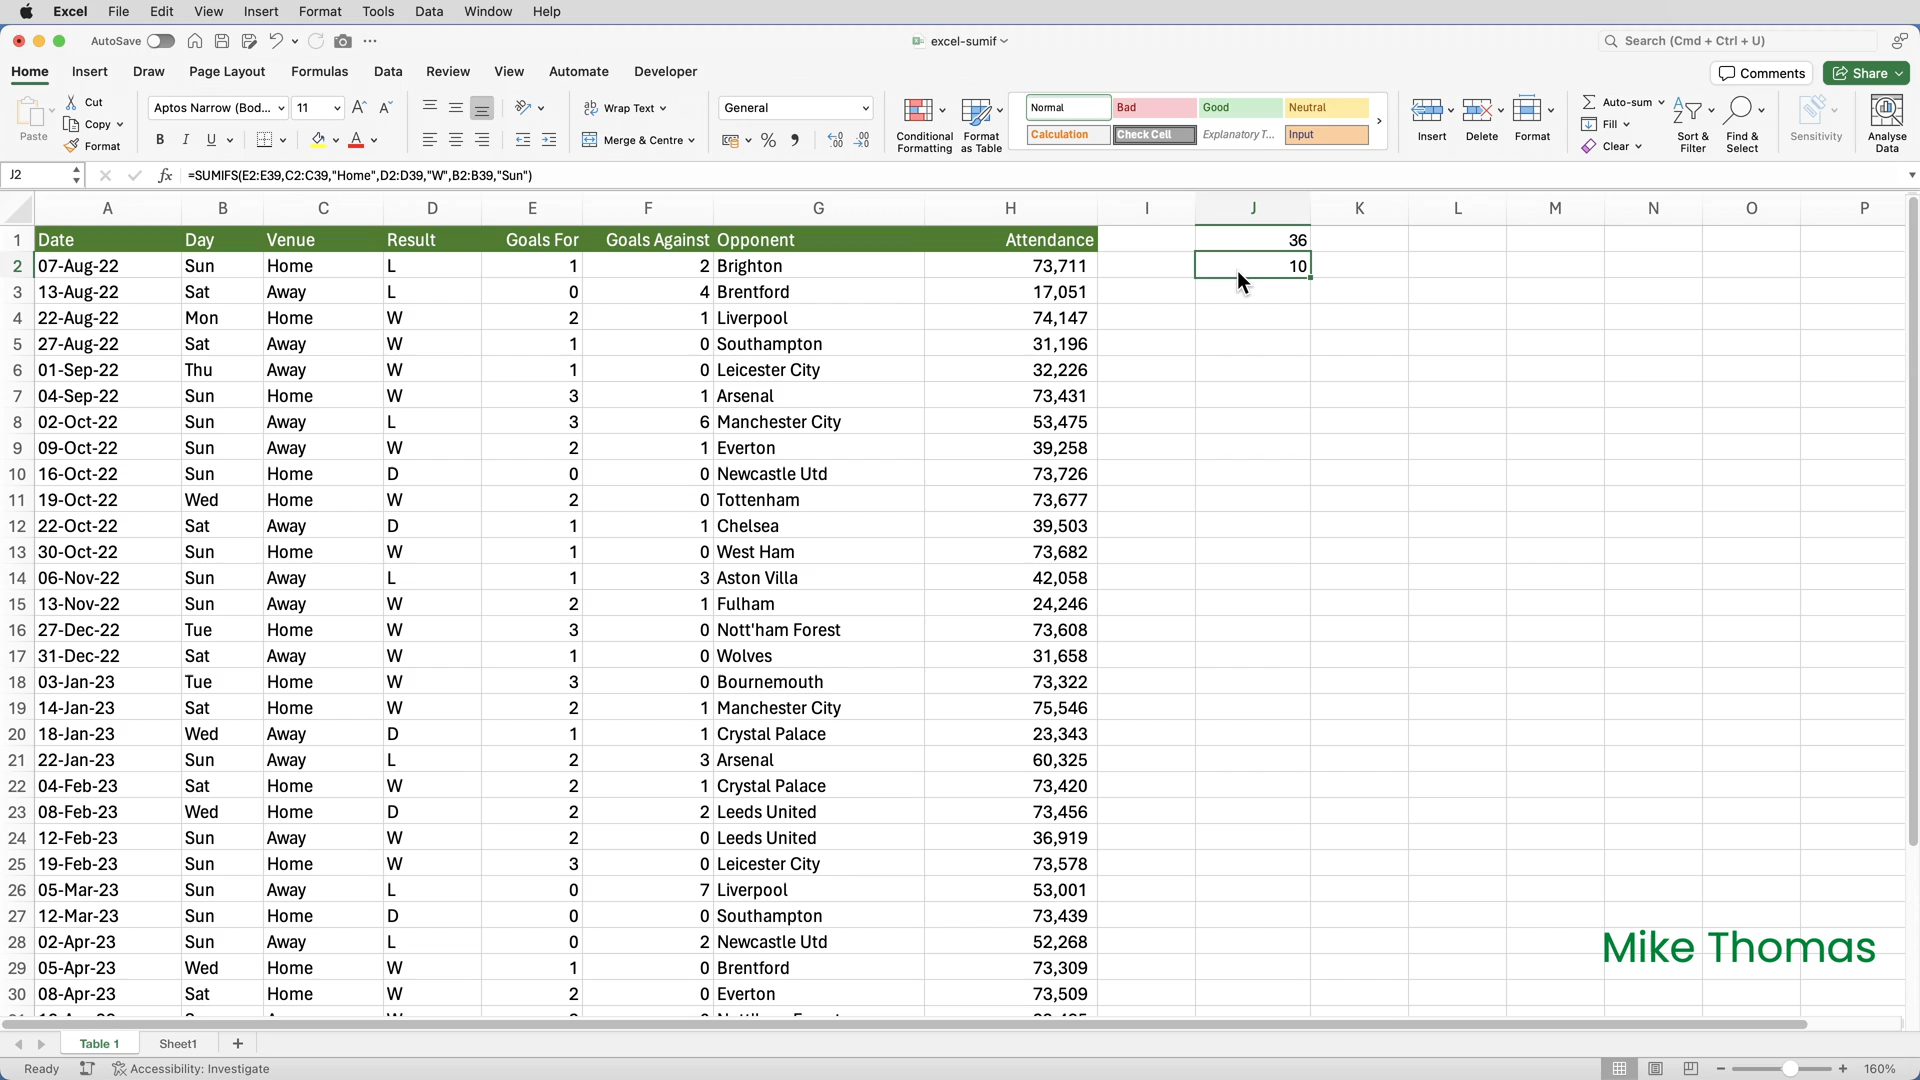 Excel File Edit View Insert Format Tools Data Window Help
AutoSave excel-sumif Search (Cmd + Ctrl + U)
Home Insert Draw Page Layout Formulas Data Review View Automate Developer Comments Share
Paste Cut Copy Format
Aptos Narrow (Bod... 11
B I U
Wrap Text
Merge & Centre
General
Conditional Formatting
Format as Table
Normal Bad Good Neutral
Calculation Check Cell Explanatory T... Input
Insert Delete Format
Auto-sum
Fill
Clear
Sort & Filter
Find & Select
Sensitivity
Analyse Data
J2 fx =SUMIFS(E2:E39,C2:C39,"Home",D2:D39,"W",B2:B39,"Sun")
A B C D E F G H I J K L M N O P
1 Date Day Venue Result Goals For Goals Against Opponent Attendance 36
2 07-Aug-22 Sun Home L 1 2 Brighton 73,711 10
3 13-Aug-22 Sat Away L 0 4 Brentford 17,051
4 22-Aug-22 Mon Home W 2 1 Liverpool 74,147
5 27-Aug-22 Sat Away W 1 0 Southampton 31,196
6 01-Sep-22 Thu Away W 1 0 Leicester City 32,226
7 04-Sep-22 Sun Home W 3 1 Arsenal 73,431
8 02-Oct-22 Sun Away L 3 6 Manchester City 53,475
9 09-Oct-22 Sun Away W 2 1 Everton 39,258
10 16-Oct-22 Sun Home D 0 0 Newcastle Utd 73,726
11 19-Oct-22 Wed Home W 2 0 Tottenham 73,677
12 22-Oct-22 Sat Away D 1 1 Chelsea 39,503
13 30-Oct-22 Sun Home W 1 0 West Ham 73,682
14 06-Nov-22 Sun Away L 1 3 Aston Villa 42,058
15 13-Nov-22 Sun Away W 2 1 Fulham 24,246
16 27-Dec-22 Tue Home W 3 0 Nott'ham Forest 73,608
17 31-Dec-22 Sat Away W 1 0 Wolves 31,658
18 03-Jan-23 Tue Home W 3 0 Bournemouth 73,322
19 14-Jan-23 Sat Home W 2 1 Manchester City 75,546
20 18-Jan-23 Wed Away D 1 1 Crystal Palace 23,343
21 22-Jan-23 Sun Away L 2 3 Arsenal 60,325
22 04-Feb-23 Sat Home W 2 1 Crystal Palace 73,420
23 08-Feb-23 Wed Home D 2 2 Leeds United 73,456
24 12-Feb-23 Sun Away W 2 0 Leeds United 36,919
25 19-Feb-23 Sun Home W 3 0 Leicester City 73,578
26 05-Mar-23 Sun Away L 0 7 Liverpool 53,001
27 12-Mar-23 Sun Home D 0 0 Southampton 73,439
28 02-Apr-23 Sun Away L 0 2 Newcastle Utd 52,268
29 05-Apr-23 Wed Home W 1 0 Brentford 73,309
30 08-Apr-23 Sat Home W 2 0 Everton 73,509
Mike Thomas
Table 1 Sheet1 +
Ready Accessibility: Investigate 160%